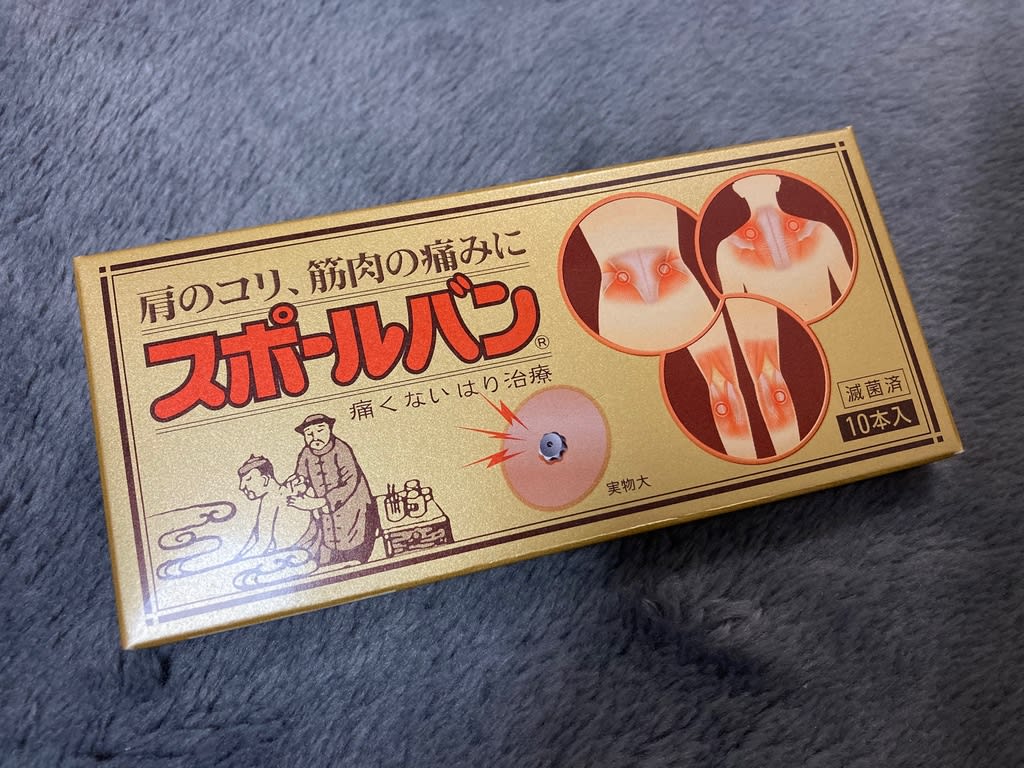 肩のコリ、筋肉の痛みに
スポールバン®
痛くないはり治療
実物大
滅菌済
10本入